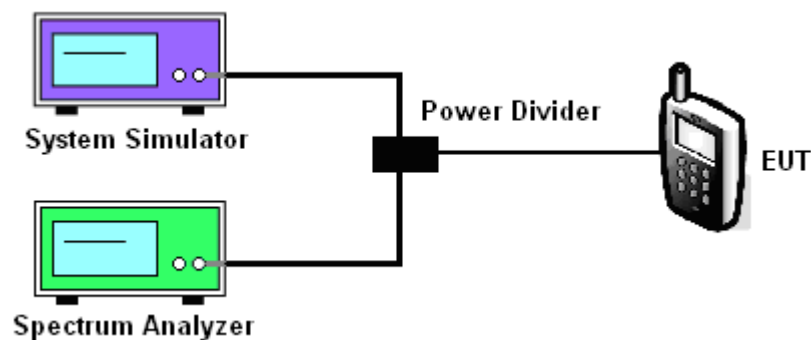 System Simulator
Power Divider
EUT
Spectrum Analyzer